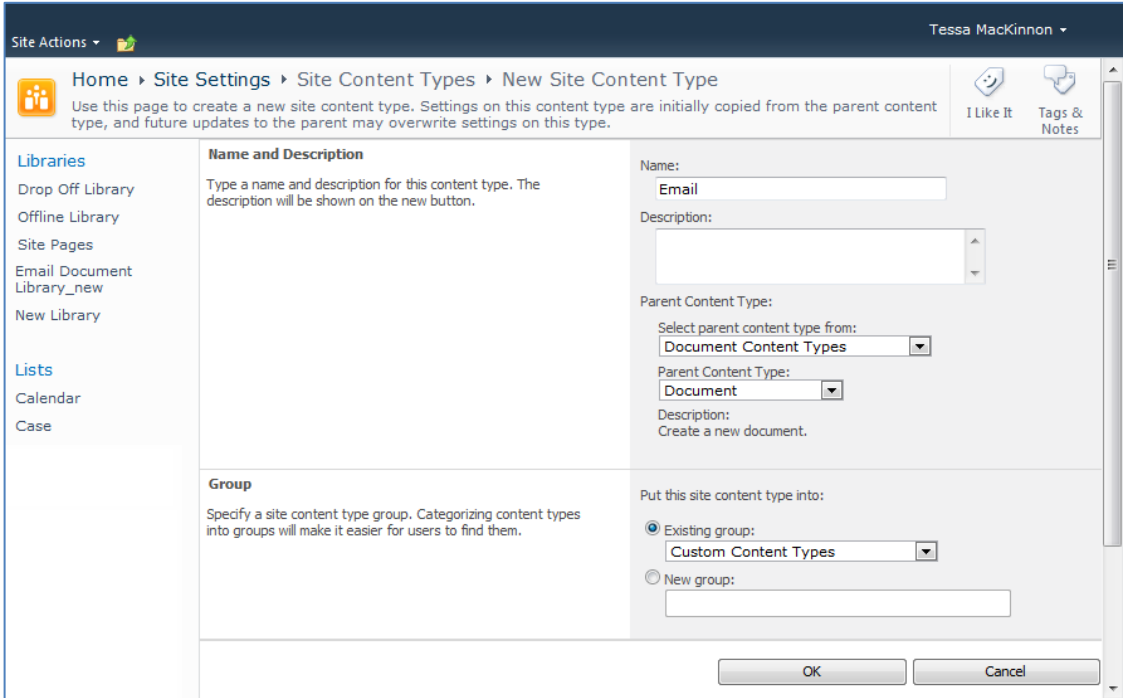 Tessa MacKinnon
Site Actions
Home ▸ Site Settings ▸ Site Content Types ▸ New Site Content Type
Use this page to create a new site content type. Settings on this content type are initially copied from the parent content
type, and future updates to the parent may overwrite settings on this type.
I Like It
Tags &
Notes
Libraries
Drop Off Library
Offline Library
Site Pages
Email Document
Library_new
New Library
Lists
Calendar
Case
Name and Description
Type a name and description for this content type. The
description will be shown on the new button.
Name:
Email
Description:
Parent Content Type:
Select parent content type from:
Document Content Types
Parent Content Type:
Document
Description:
Create a new document.
Group
Specify a site content type group. Categorizing content types
into groups will make it easier for users to find them.
Put this site content type into:
Existing group:
Custom Content Types
New group:
OK
Cancel